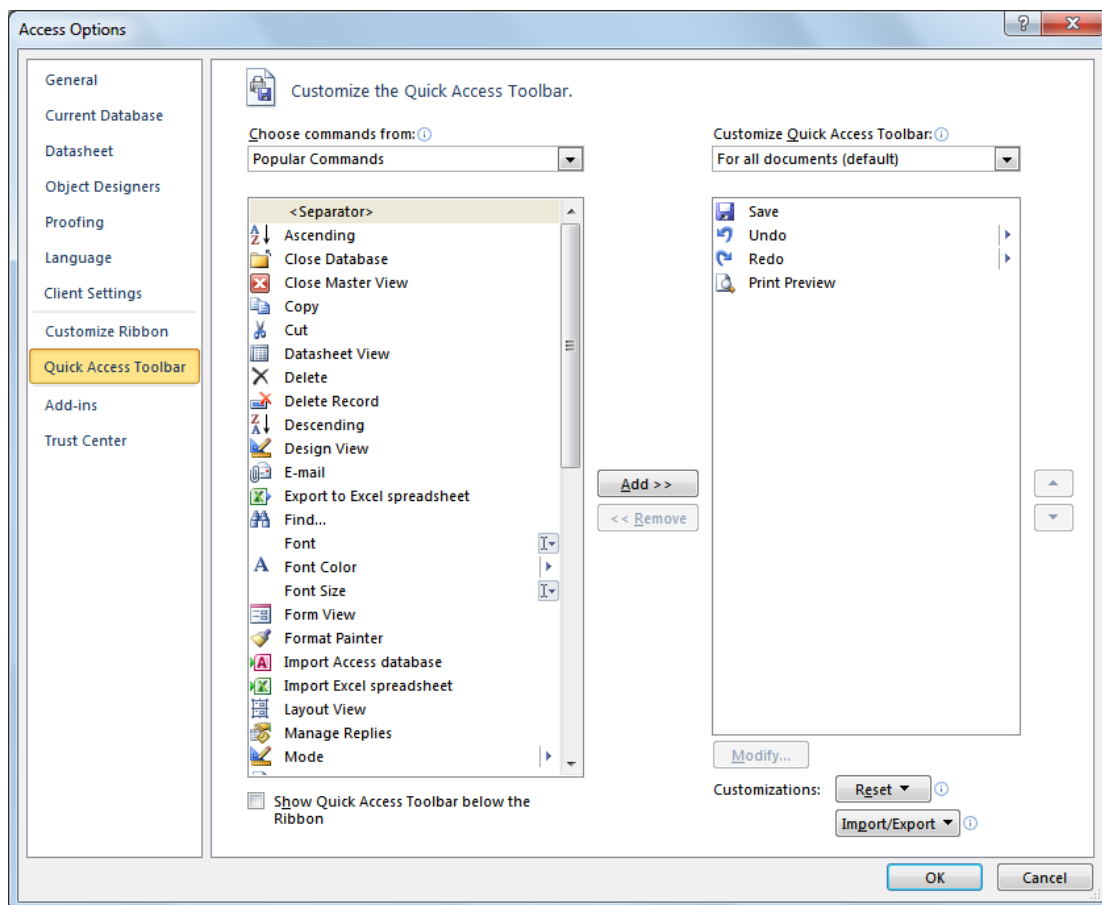 Access Options
General
Current Database
Datasheet
Object Designers
Proofing
Language
Client Settings
Customize Ribbon
Quick Access Toolbar
Add-ins
Trust Center
Customize the Quick Access Toolbar.
Choose commands from:
Popular Commands
<Separator>
Ascending
Close Database
Close Master View
Copy
Cut
Datasheet View
Delete
Delete Record
Descending
Design View
E-mail
Export to Excel spreadsheet
Find...
Font
Font Color
Font Size
Form View
Format Painter
Import Access database
Import Excel spreadsheet
Layout View
Manage Replies
Mode
Show Quick Access Toolbar below the
Ribbon
Add >>
<< Remove
Customize Quick Access Toolbar:
For all documents (default)
Save
Undo
Redo
Print Preview
Modify...
Customizations:
Reset
Import/Export
OK
Cancel